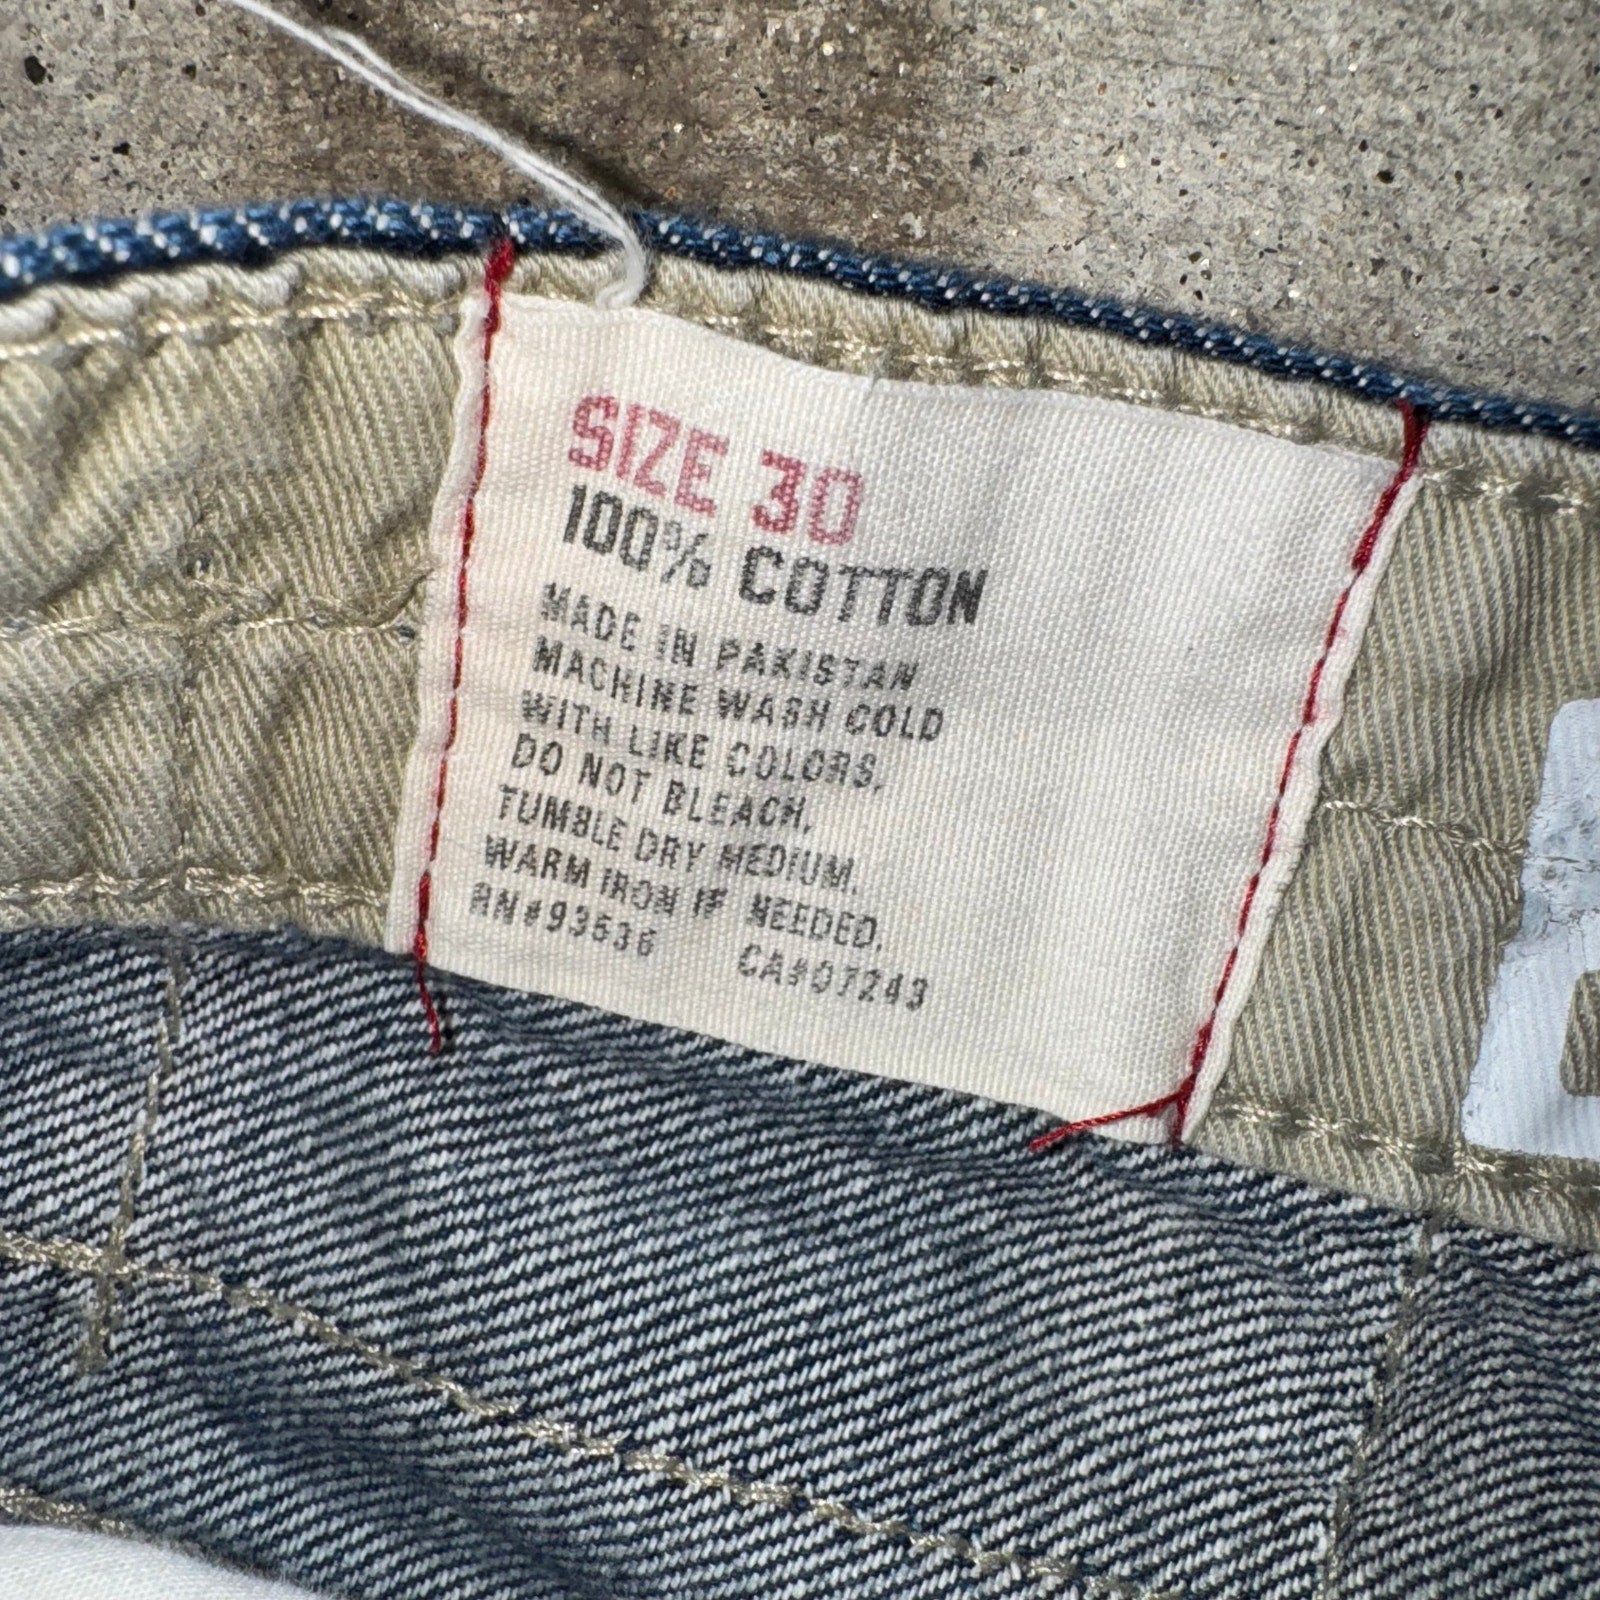 SIZE 30
100% COTTON
MADE IN PAKISTAN
MACHINE WASH COLD
WITH LIKE COLORS,
DO NOT BLEACH,
TUMBLE DRY MEDIUM.
WARM IRON IF NEEDED.
RN#93636 CA#07243